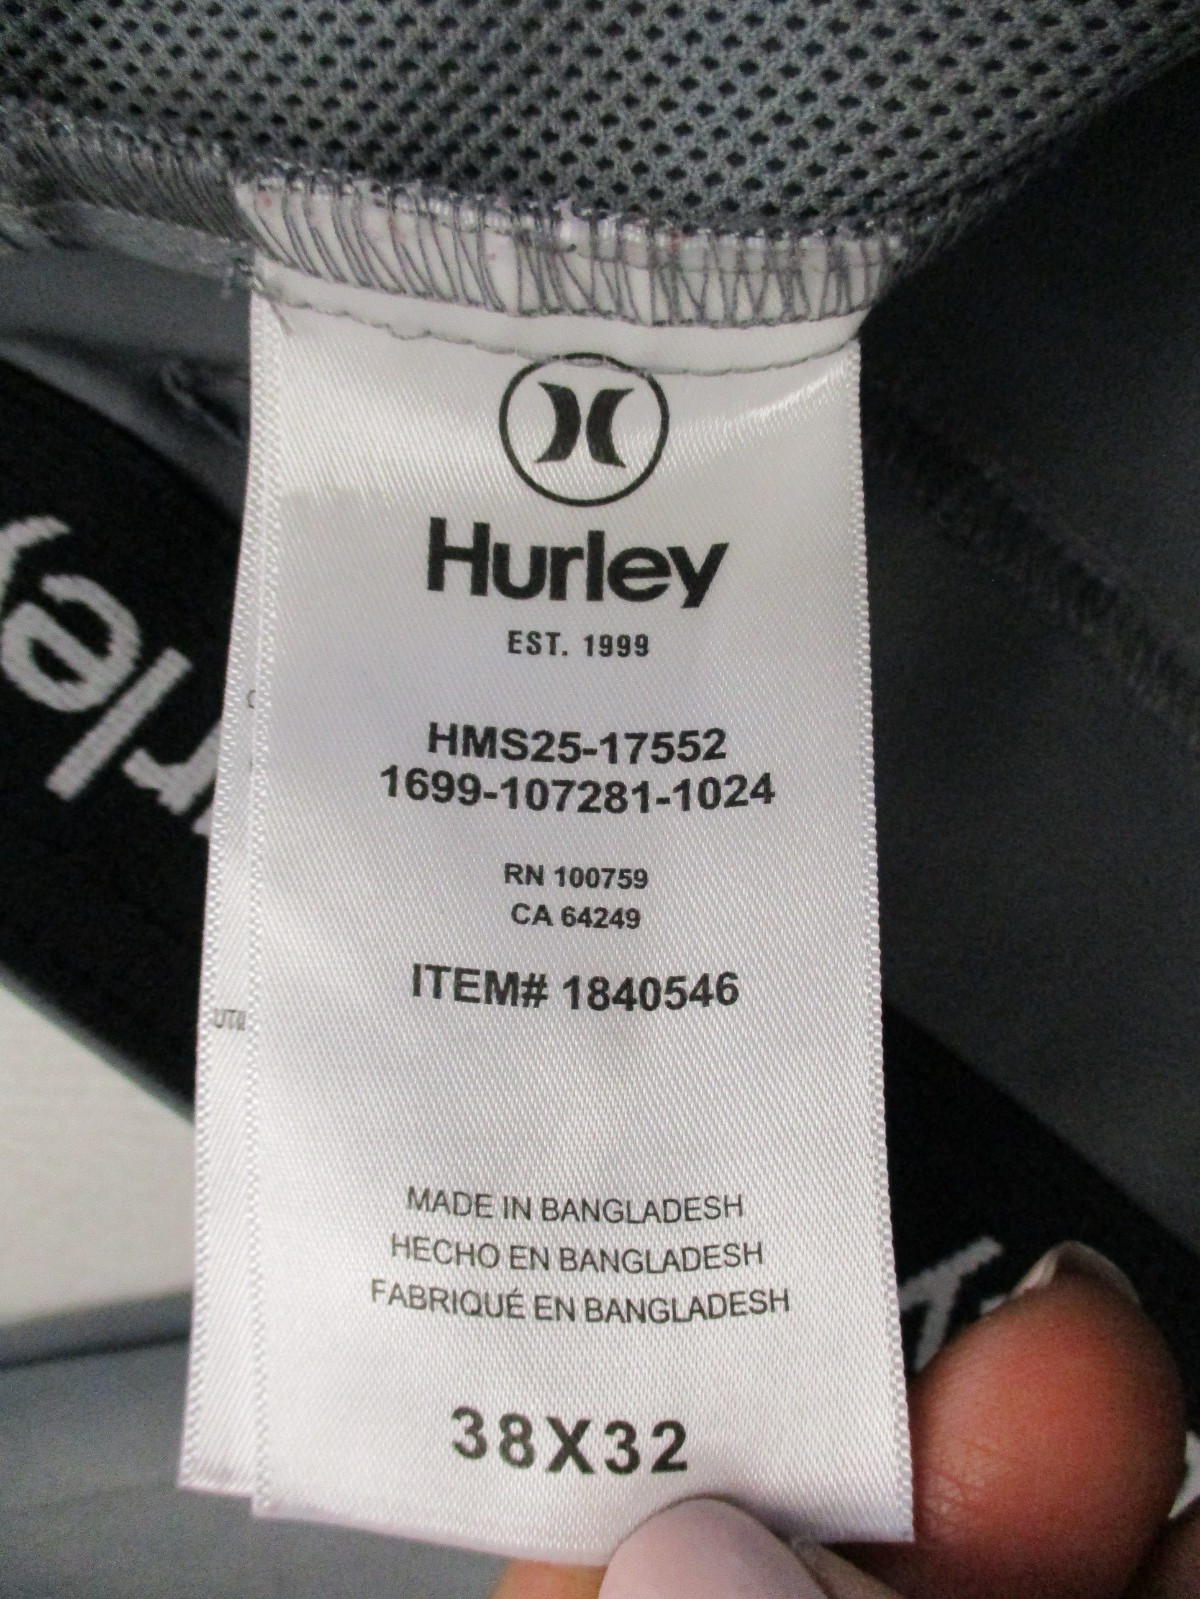 Hurley
EST. 1999
HMS25-17552
1699-107281-1024
RN 100759
CA 64249
ITEM# 1840546
MADE IN BANGLADESH
HECHO EN BANGLADESH
FABRIQUÉ EN BANGLADESH
38X32
rley
y